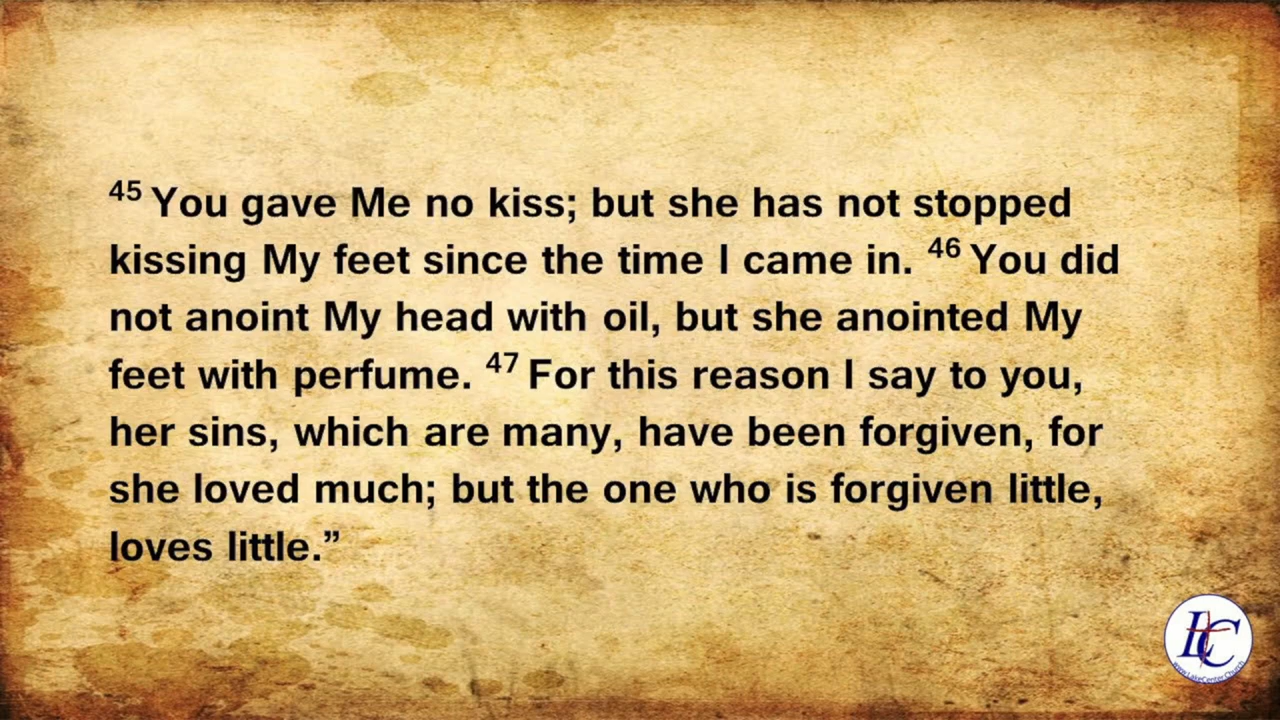 45 You gave Me no kiss; but she has not stopped
kissing My feet since the time I came in. 46 You did
not anoint My head with oil, but she anointed My
feet with perfume. 47 For this reason I say to you,
her sins, which are many, have been forgiven, for
she loved much; but the one who is forgiven little,
loves little.”
LC
www.LakeCenter.Church